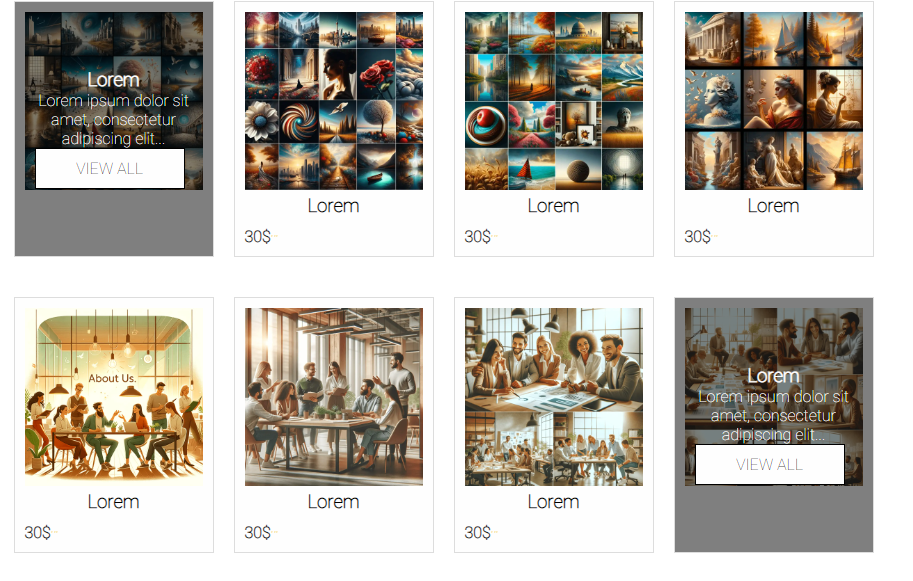 Lorem
Lorem ipsum dolor sit
amet, consectetur
adipiscing elit...
VIEW ALL
Lorem
30$
Lorem
30$
Lorem
30$
About Us.
Lorem
30$
Lorem
30$
Lorem
30$
Lorem
Lorem ipsum dolor sit
amet, consectetur
adipiscing elit...
VIEW ALL